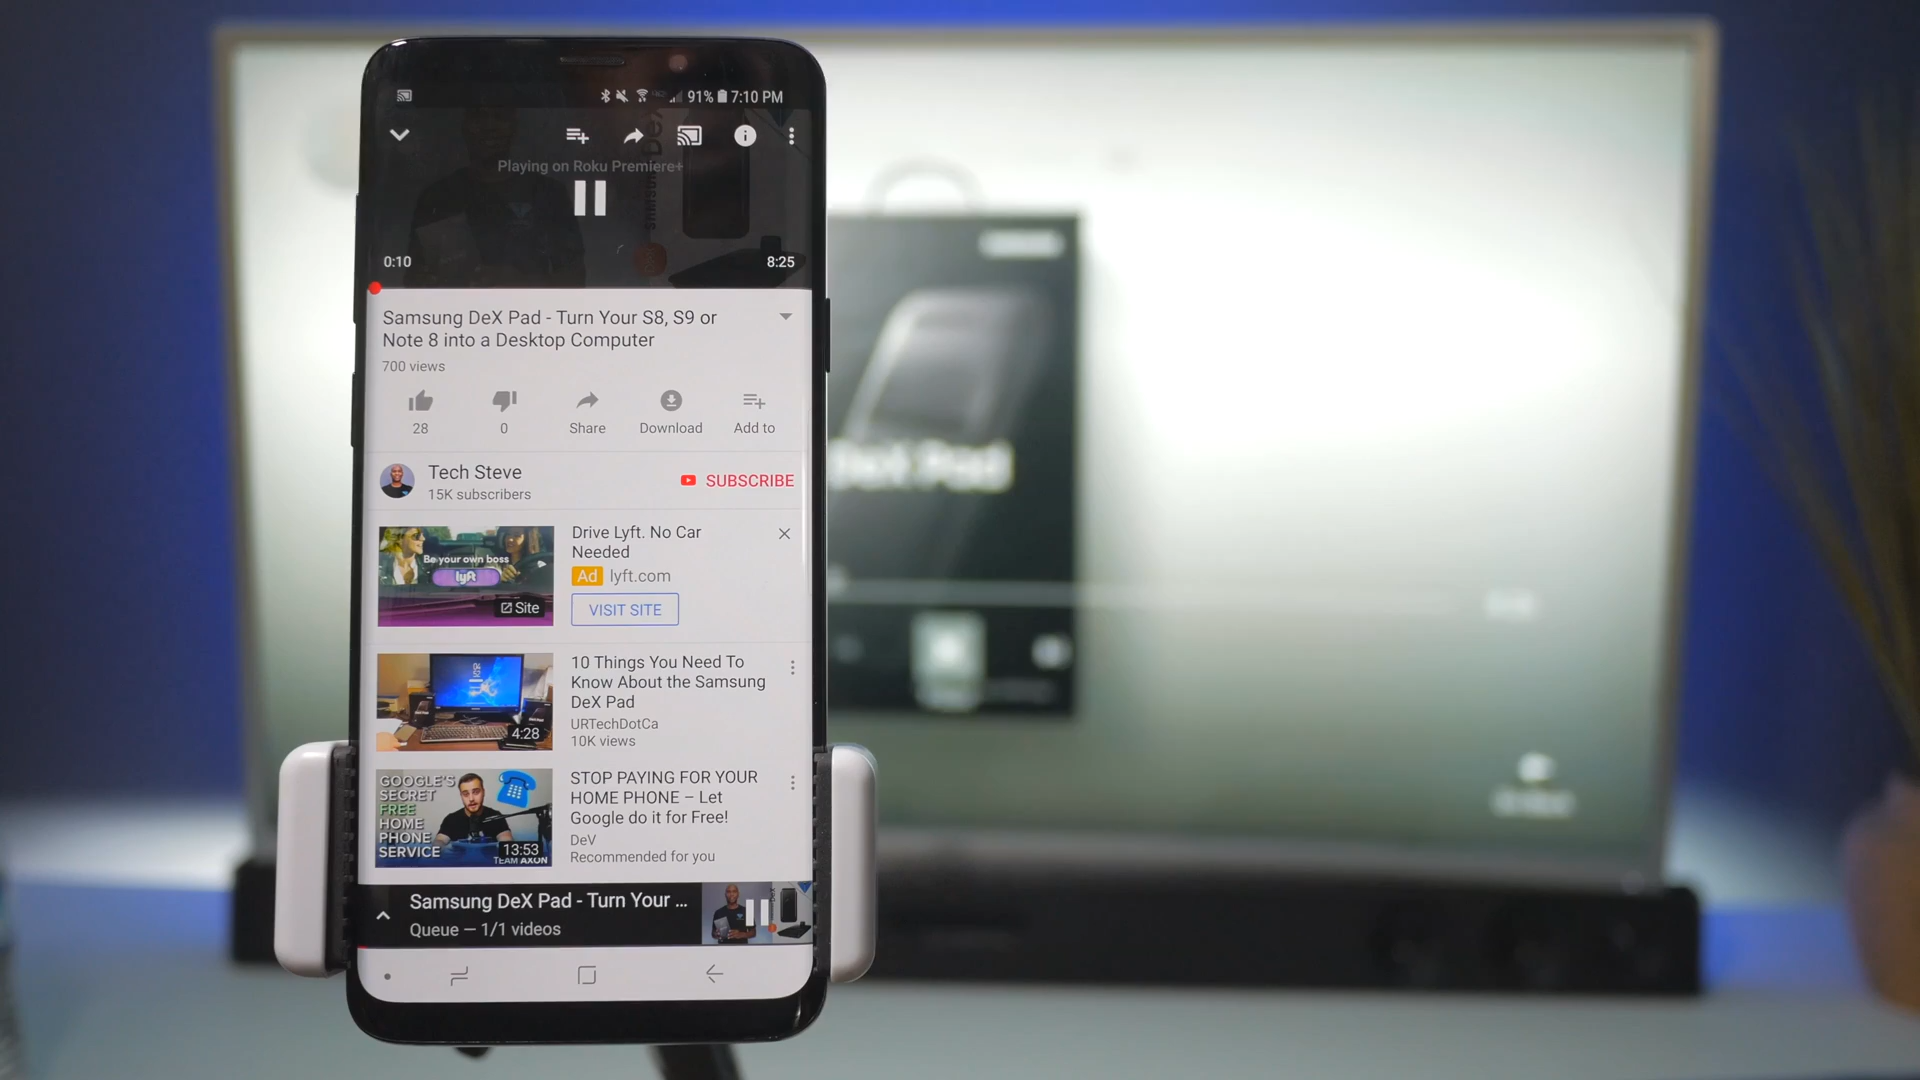 91% 7:10 PM
Playing on Roku Premiere+
0:10
8:25
Samsung DeX Pad - Turn Your S8, S9 or
Note 8 into a Desktop Computer
700 views
28
0
Share
Download
Add to
Tech Steve
15K subscribers
SUBSCRIBE
Be your own boss
lyft
Site
Drive Lyft. No Car
Needed
Ad lyft.com
VISIT SITE
4:28
10 Things You Need To
Know About the Samsung
DeX Pad
URTechDotCa
10K views
GOOGLE'S
SECRET
FREE
HOME
PHONE
SERVICE
13:53
TEAM AXON
STOP PAYING FOR YOUR
HOME PHONE – Let
Google do it for Free!
DeV
Recommended for you
Samsung DeX Pad - Turn Your ...
Queue — 1/1 videos
DeX Pad